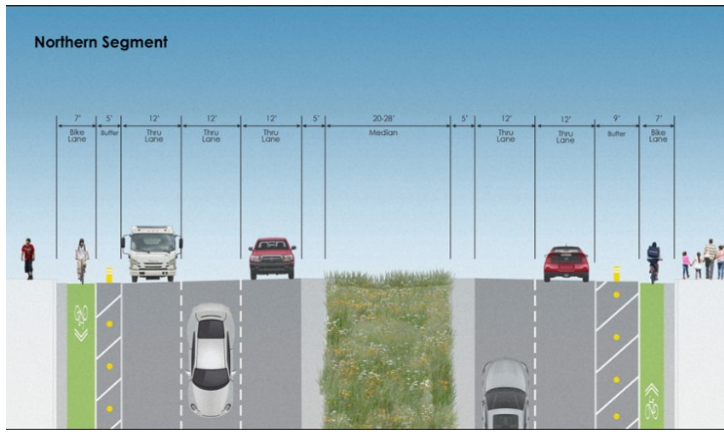 Northern Segment
7' 5' 12' 12' 12' 5' 20-28' 5' 12' 12' 9' 7'
Bike Lane
Buffer
Thru Lane
Thru Lane
Thru Lane
Median
Thru Lane
Thru Lane
Buffer
Bike Lane